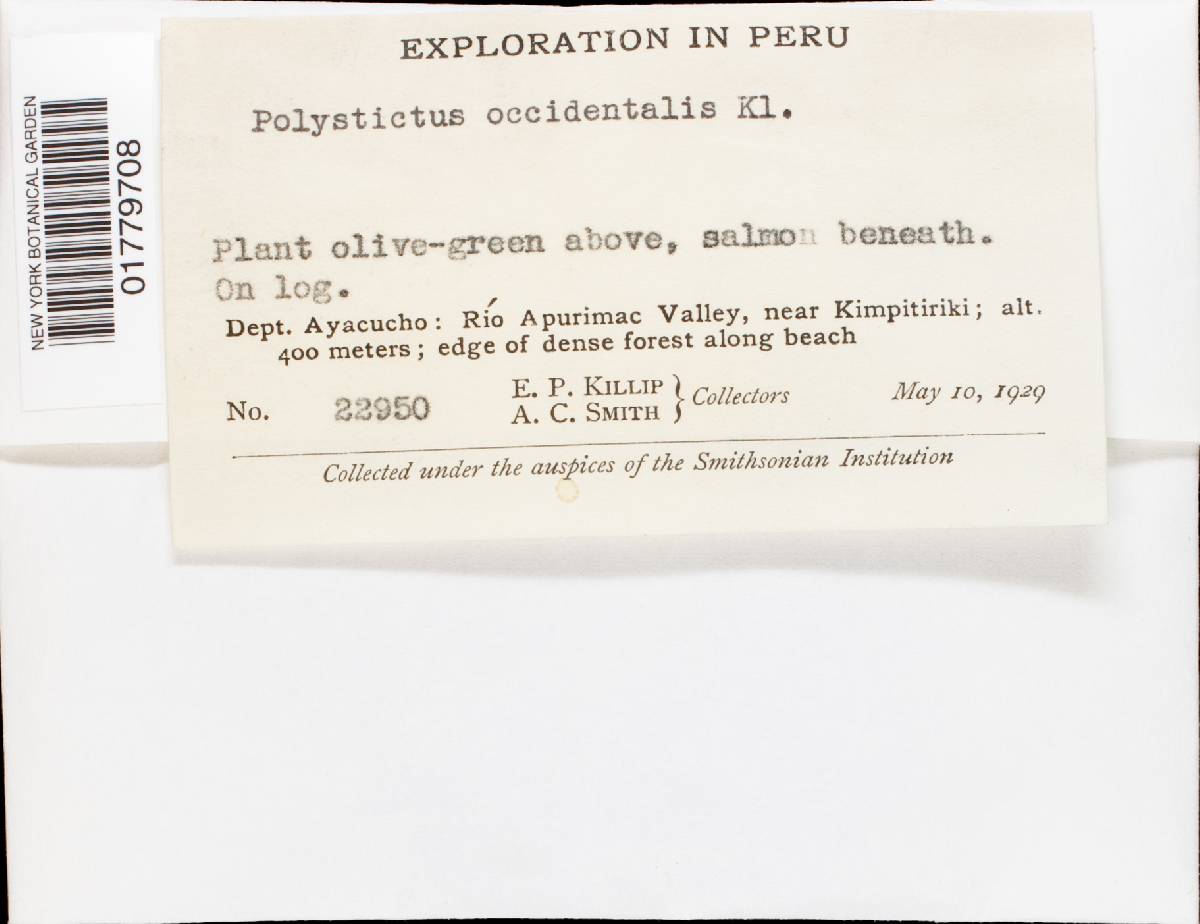 EXPLORATION IN PERU
Polystictus occidentalis Kl.
Plant olive-green above, salmon beneath.
On log.
Dept. Ayacucho: Río Apurimac Valley, near Kimpitiriki; alt.
400 meters; edge of dense forest along beach
No. 22950
E. P. KILLIP
A. C. SMITH
} Collectors
May 10, 1929
Collected under the auspices of the Smithsonian Institution
NEW YORK BOTANICAL GARDEN
01779708